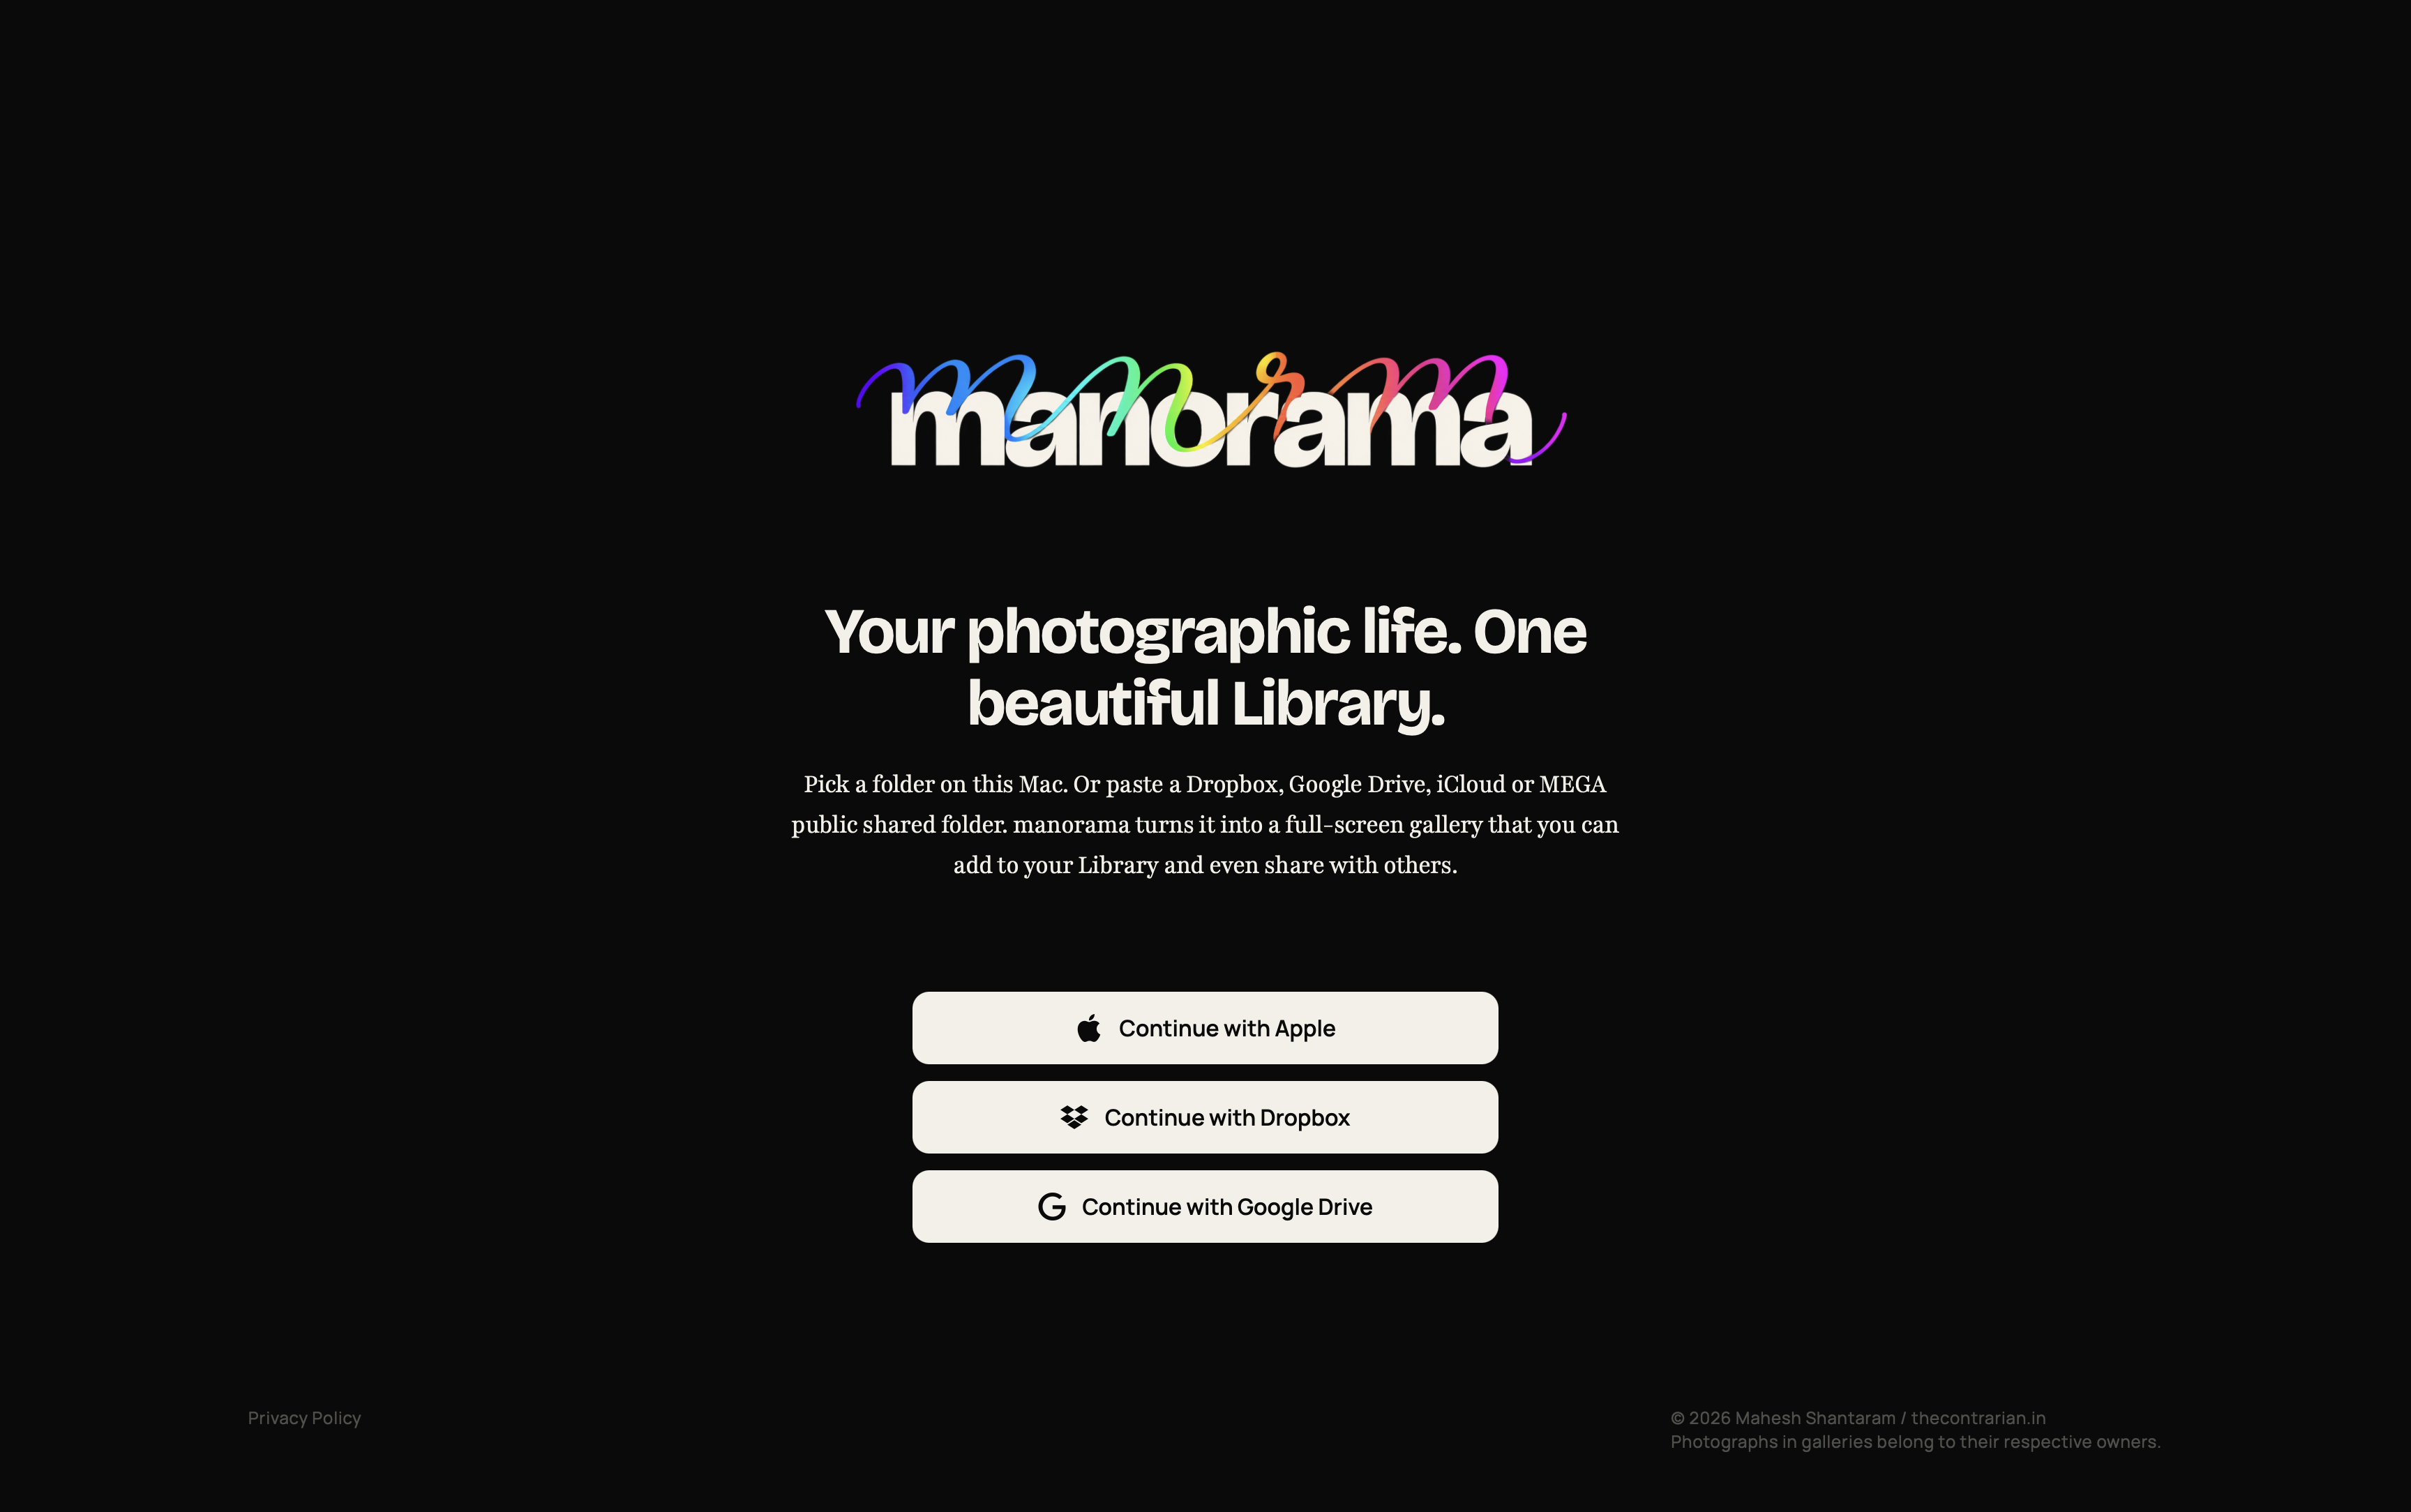 manorama
Your photographic life. One
beautiful Library.
Pick a folder on this Mac. Or paste a Dropbox, Google Drive, iCloud or MEGA
public shared folder. manorama turns it into a full-screen gallery that you can
add to your Library and even share with others.
Continue with Apple
Continue with Dropbox
Continue with Google Drive
Privacy Policy
© 2026 Mahesh Shantaram / thecontrarian.in
Photographs in galleries belong to their respective owners.